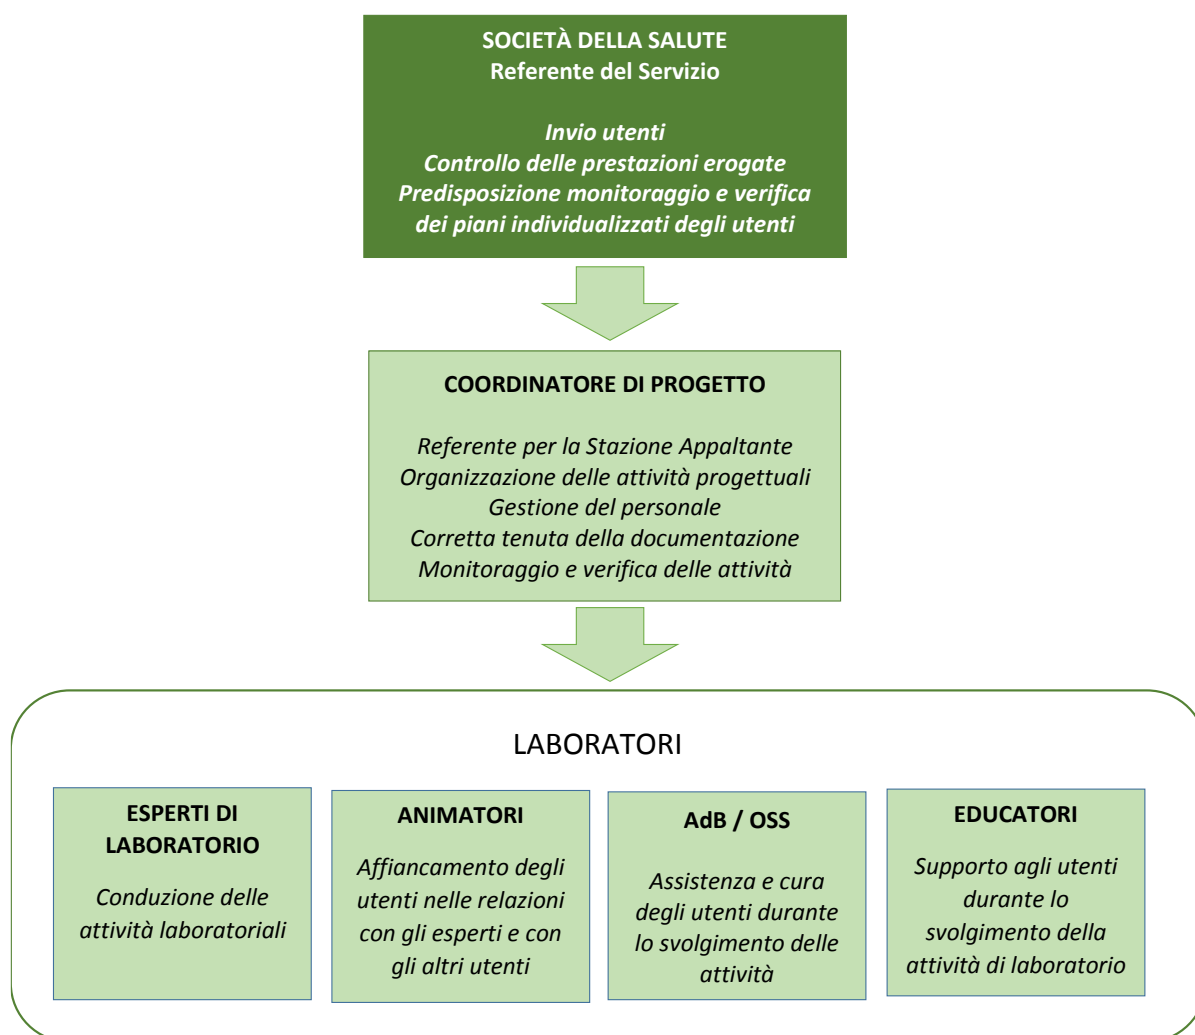 SOCIETÀ DELLA SALUTE
Referente del Servizio
Invio utenti
Controllo delle prestazioni erogate
Predisposizione monitoraggio e verifica
dei piani individualizzati degli utenti
COORDINATORE DI PROGETTO
Referente per la Stazione Appaltante
Organizzazione delle attività progettuali
Gestione del personale
Corretta tenuta della documentazione
Monitoraggio e verifica delle attività
LABORATORI
ESPERTI DI
LABORATORIO
Conduzione delle
attività laboratoriali
ANIMATORI
Affiancamento degli
utenti nelle relazioni
con gli esperti e con
gli altri utenti
AdB / OSS
Assistenza e cura
degli utenti durante
lo svolgimento delle
attività
EDUCATORI
Supporto agli utenti
durante lo
svolgimento della
attività di laboratorio